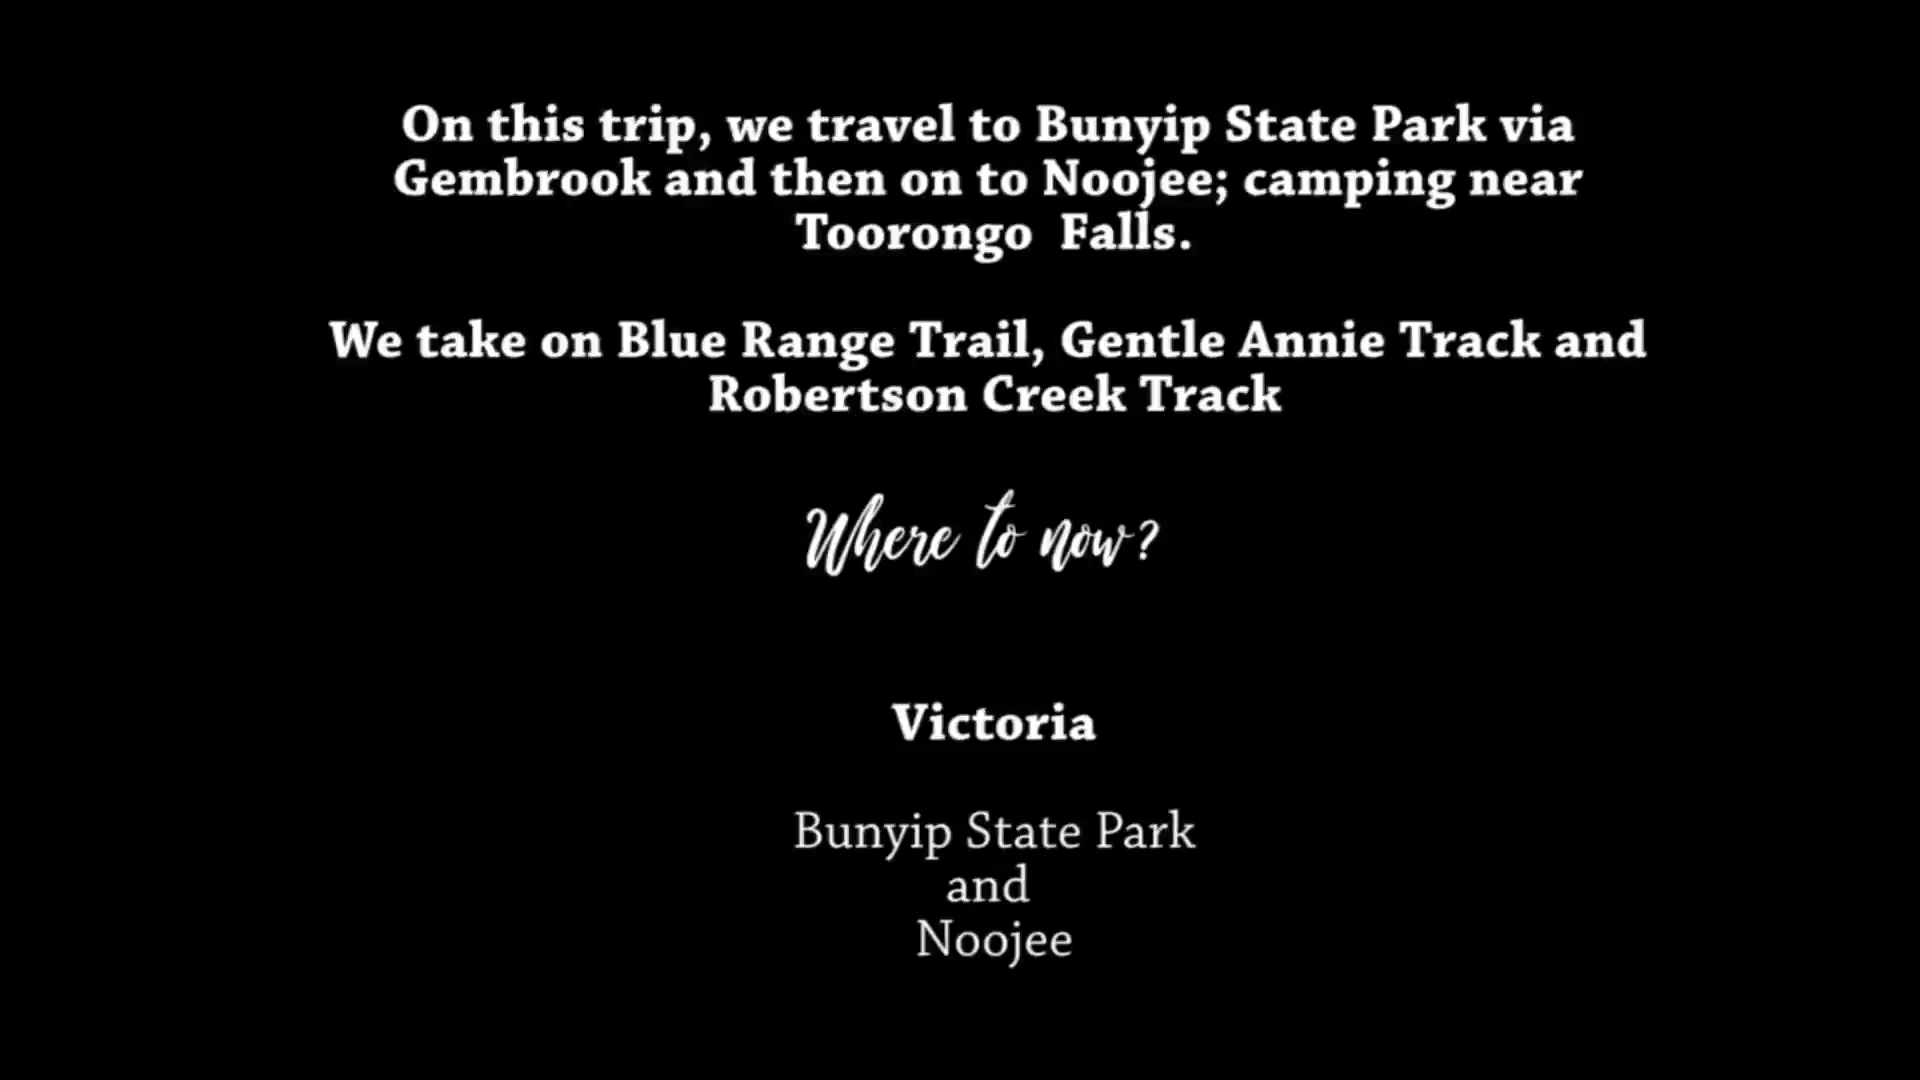 On this trip, we travel to Bunyip State Park via
Gembrook and then on to Noojee; camping near
Toorongo  Falls.
We take on Blue Range Trail, Gentle Annie Track and
Robertson Creek Track
Where to now?
Victoria
Bunyip State Park
and
Noojee